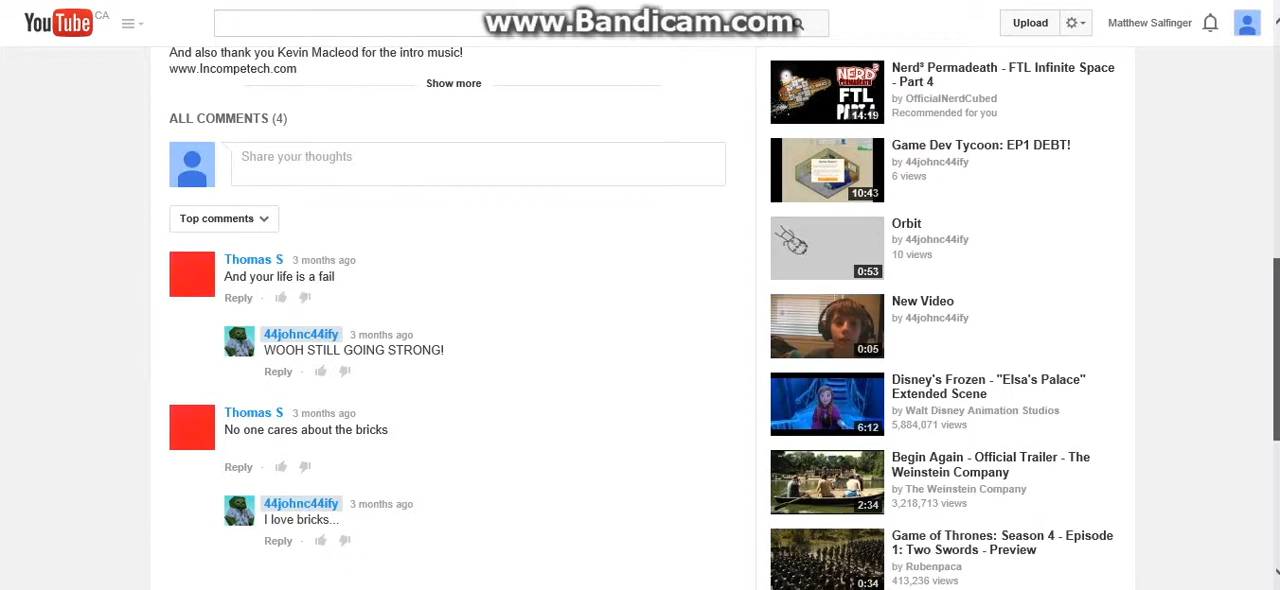 YouTube CA
www.Bandicam.com
Upload
Matthew Salfinger
And also thank you Kevin Macleod for the intro music!
www.Incompetech.com
Show more
ALL COMMENTS (4)
Share your thoughts
Top comments
Thomas S 3 months ago
And your life is a fail
Reply ·
44johnc44ify 3 months ago
WOOH STILL GOING STRONG!
Reply ·
Thomas S 3 months ago
No one cares about the bricks
Reply ·
44johnc44ify 3 months ago
I love bricks...
Reply ·
NERD³
FTL
PART 4
14:19
Nerd³ Permadeath - FTL Infinite Space
- Part 4
by OfficialNerdCubed
Recommended for you
10:43
Game Dev Tycoon: EP1 DEBT!
by 44johnc44ify
6 views
0:53
Orbit
by 44johnc44ify
10 views
0:05
New Video
by 44johnc44ify
6:12
Disney's Frozen - "Elsa's Palace"
Extended Scene
by Walt Disney Animation Studios
5,884,071 views
2:34
Begin Again - Official Trailer - The
Weinstein Company
by The Weinstein Company
3,218,713 views
0:34
Game of Thrones: Season 4 - Episode
1: Two Swords - Preview
by Rubenpaca
413,236 views